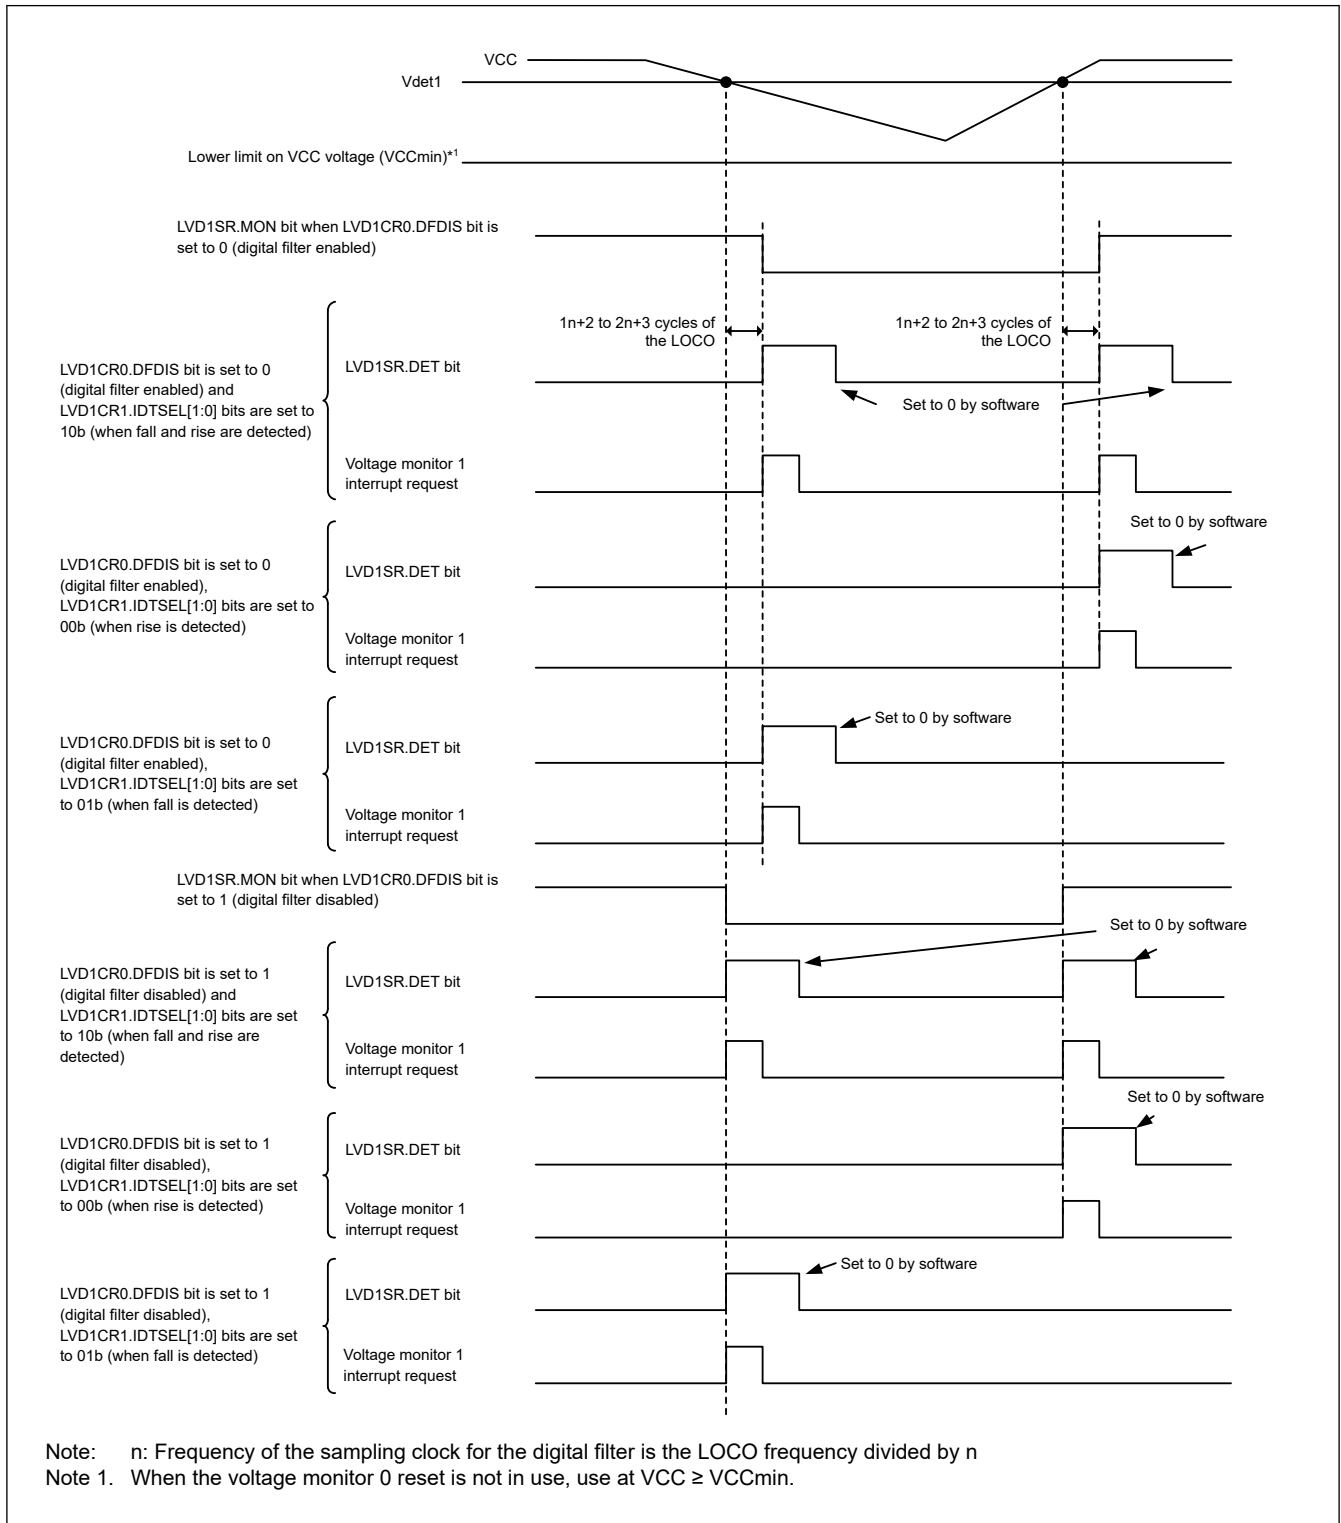 VCC
Vdet1
Lower limit on VCC voltage (VCCmin)*1
LVD1SR.MON bit when LVD1CR0.DFDIS bit is
set to 0 (digital filter enabled)
1n+2 to 2n+3 cycles of
the LOCO
1n+2 to 2n+3 cycles of
the LOCO
LVD1CR0.DFDIS bit is set to 0
(digital filter enabled) and
LVD1CR1.IDTSEL[1:0] bits are set to
10b (when fall and rise are detected)
LVD1SR.DET bit
Set to 0 by software
Voltage monitor 1
interrupt request
Set to 0 by software
LVD1CR0.DFDIS bit is set to 0
(digital filter enabled),
LVD1CR1.IDTSEL[1:0] bits are set to
00b (when rise is detected)
LVD1SR.DET bit
Voltage monitor 1
interrupt request
LVD1CR0.DFDIS bit is set to 0
(digital filter enabled),
LVD1CR1.IDTSEL[1:0] bits are set
to 01b (when fall is detected)
LVD1SR.DET bit
Set to 0 by software
Voltage monitor 1
interrupt request
LVD1SR.MON bit when LVD1CR0.DFDIS bit is
set to 1 (digital filter disabled)
Set to 0 by software
LVD1CR0.DFDIS bit is set to 1
(digital filter disabled) and
LVD1CR1.IDTSEL[1:0] bits are set
to 10b (when fall and rise are
detected)
LVD1SR.DET bit
Voltage monitor 1
interrupt request
Set to 0 by software
LVD1CR0.DFDIS bit is set to 1
(digital filter disabled),
LVD1CR1.IDTSEL[1:0] bits are set
to 00b (when rise is detected)
LVD1SR.DET bit
Voltage monitor 1
interrupt request
LVD1CR0.DFDIS bit is set to 1
(digital filter disabled),
LVD1CR1.IDTSEL[1:0] bits are set
to 01b (when fall is detected)
LVD1SR.DET bit
Set to 0 by software
Voltage monitor 1
interrupt request
Note: n: Frequency of the sampling clock for the digital filter is the LOCO frequency divided by n
Note 1. When the voltage monitor 0 reset is not in use, use at VCC ≥ VCCmin.